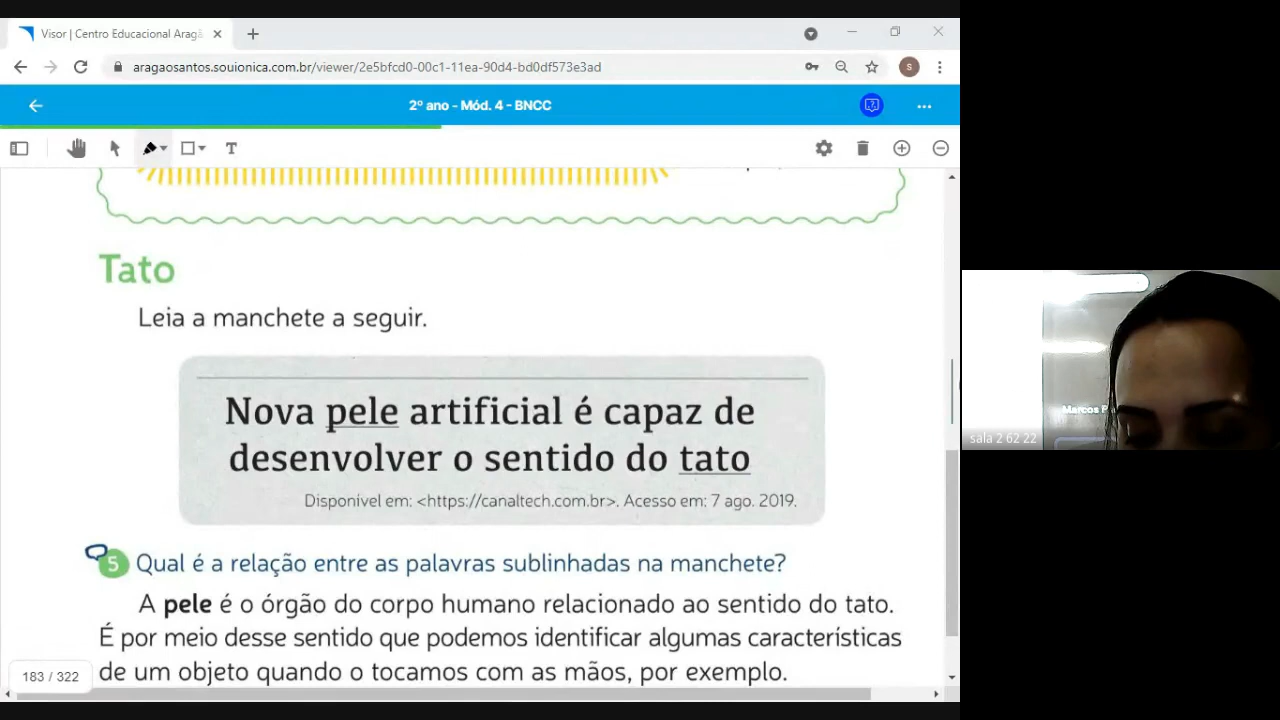 Visor | Centro Educacional Aragã
aragaosantos.souionica.com.br/viewer/2e5bfcd0-00c1-11ea-90d4-bd0df573e3ad
S
2º ano - Mód. 4 - BNCC
T
Tato
Leia a manchete a seguir.
Nova pele artificial é capaz de
desenvolver o sentido do tato
Disponível em: <https://canaltech.com.br>. Acesso em: 7 ago. 2019.
5 Qual é a relação entre as palavras sublinhadas na manchete?
A pele é o órgão do corpo humano relacionado ao sentido do tato.
É por meio desse sentido que podemos identificar algumas características
de um objeto quando o tocamos com as mãos, por exemplo.
183 / 322
Marcos
sala 2 62 22